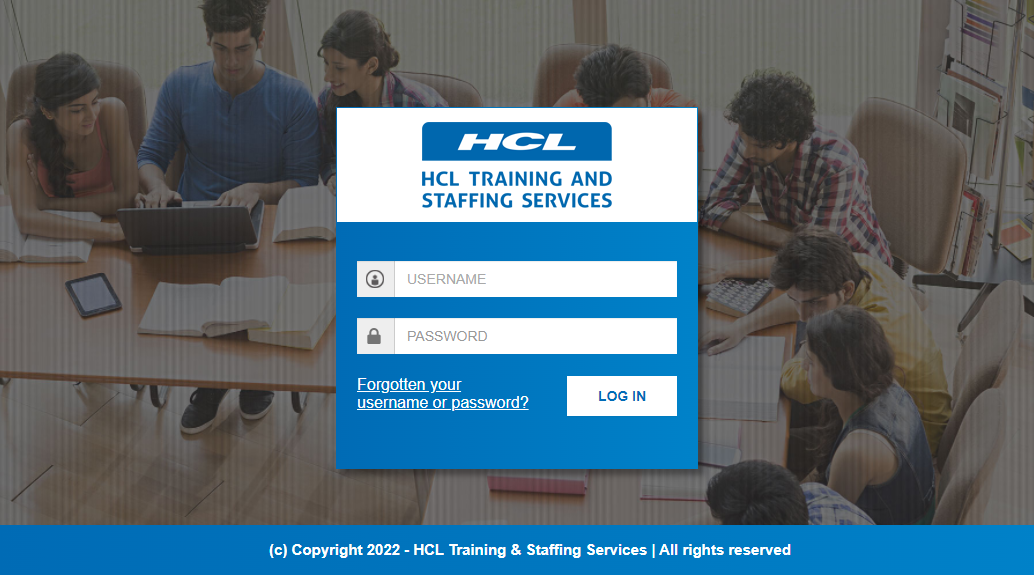 HCL
HCL TRAINING AND
STAFFING SERVICES
USERNAME
PASSWORD
Forgotten your
username or password?
LOG IN
(c) Copyright 2022 - HCL Training & Staffing Services | All rights reserved